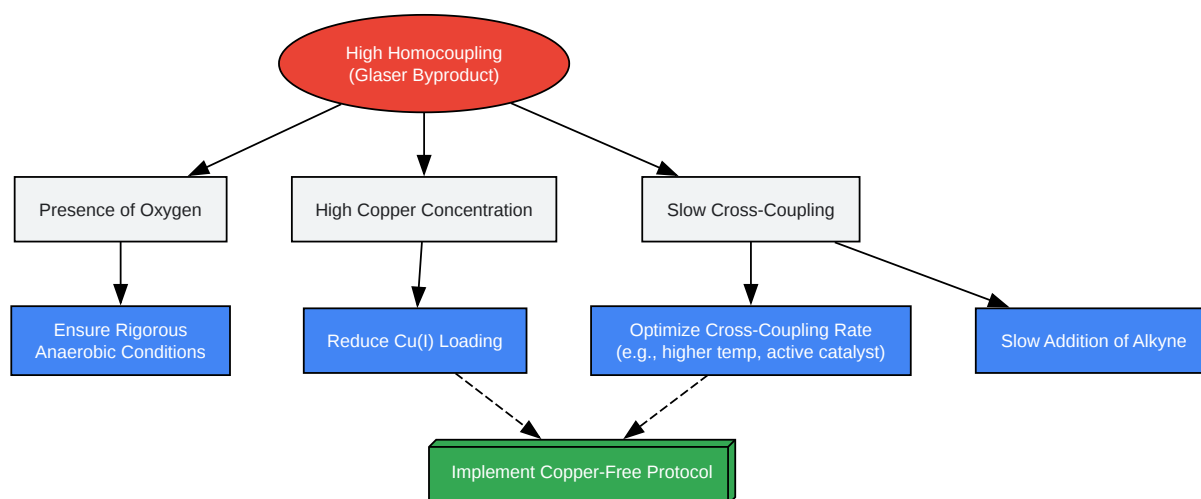 High Homocoupling
(Glaser Byproduct)
Presence of Oxygen
High Copper Concentration
Slow Cross-Coupling
Ensure Rigorous
Anaerobic Conditions
Reduce Cu(I) Loading
Optimize Cross-Coupling Rate
(e.g., higher temp, active catalyst)
Slow Addition of Alkyne
Implement Copper-Free Protocol